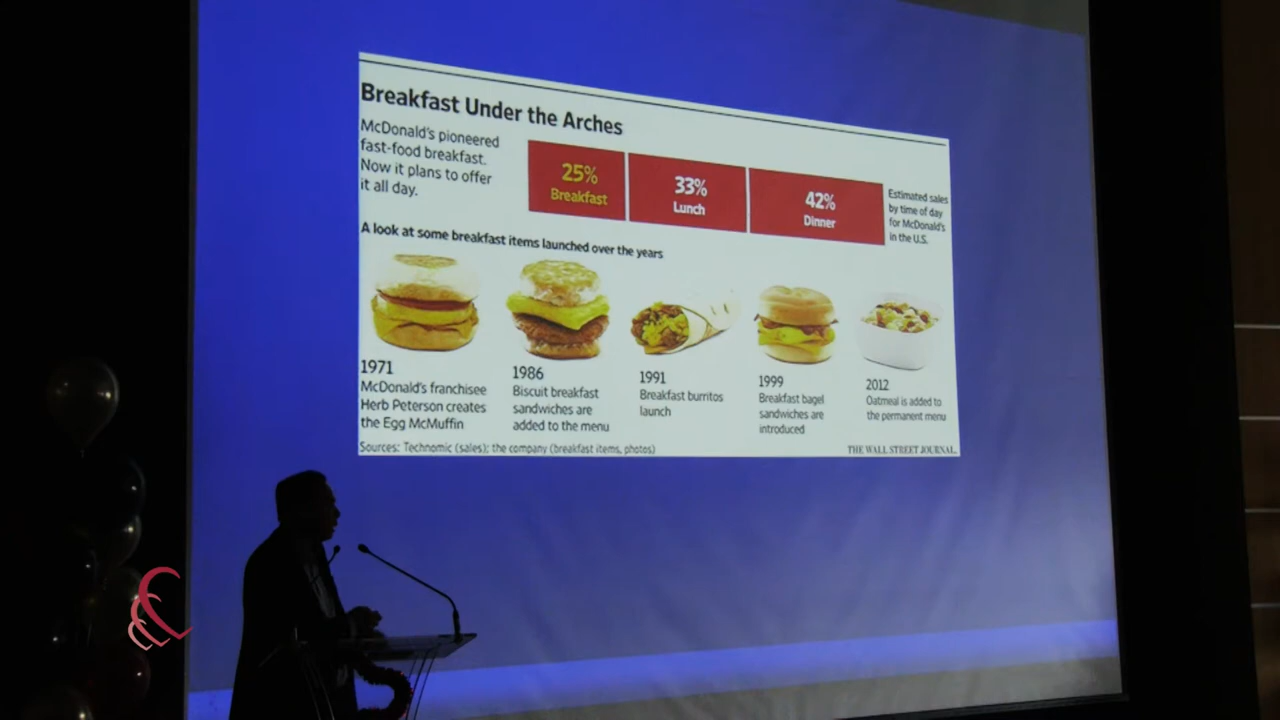 Breakfast Under the Arches
McDonald's pioneered
fast-food breakfast.
Now it plans to offer
it all day.
25%
Breakfast
33%
Lunch
42%
Dinner
Estimated sales
by time of day
for McDonald's
in the U.S.
A look at some breakfast items launched over the years
1971
McDonald's franchisee
Herb Peterson creates
the Egg McMuffin
1986
Biscuit breakfast
sandwiches are
added to the menu
1991
Breakfast burritos
launch
1999
Breakfast bagel
sandwiches are
introduced
2012
Oatmeal is added to
the permanent menu
Sources: Technomic (sales); the company (breakfast items, photos)
THE WALL STREET JOURNAL.